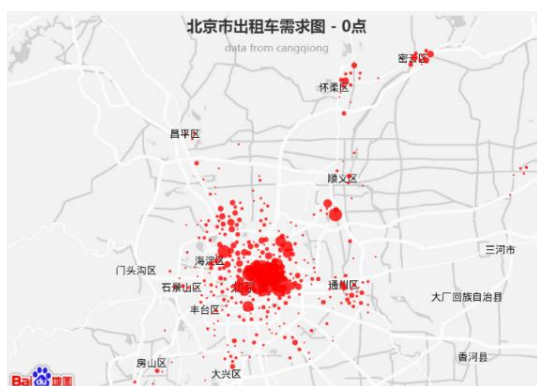 北京市出租车需求图 - 0点
data from cangqiong
密云区
怀柔区
昌平区
顺义区
三河市
海淀区
门头沟区
石景山区
北京
通州区
大厂回族自治县
丰台区
香河县
房山区
大兴区
Bai du 地图